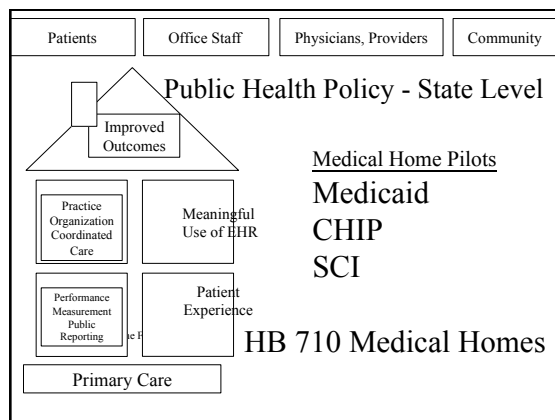 Patients
Office Staff
Physicians, Providers
Community
Public Health Policy - State Level
Improved
Outcomes
Medical Home Pilots
Medicaid
CHIP
SCI
Practice
Organization
Coordinated
Care
Meaningful
Use of EHR
Performance
Measurement
Public
Reporting
Patient
Experience
HB 710 Medical Homes
Primary Care